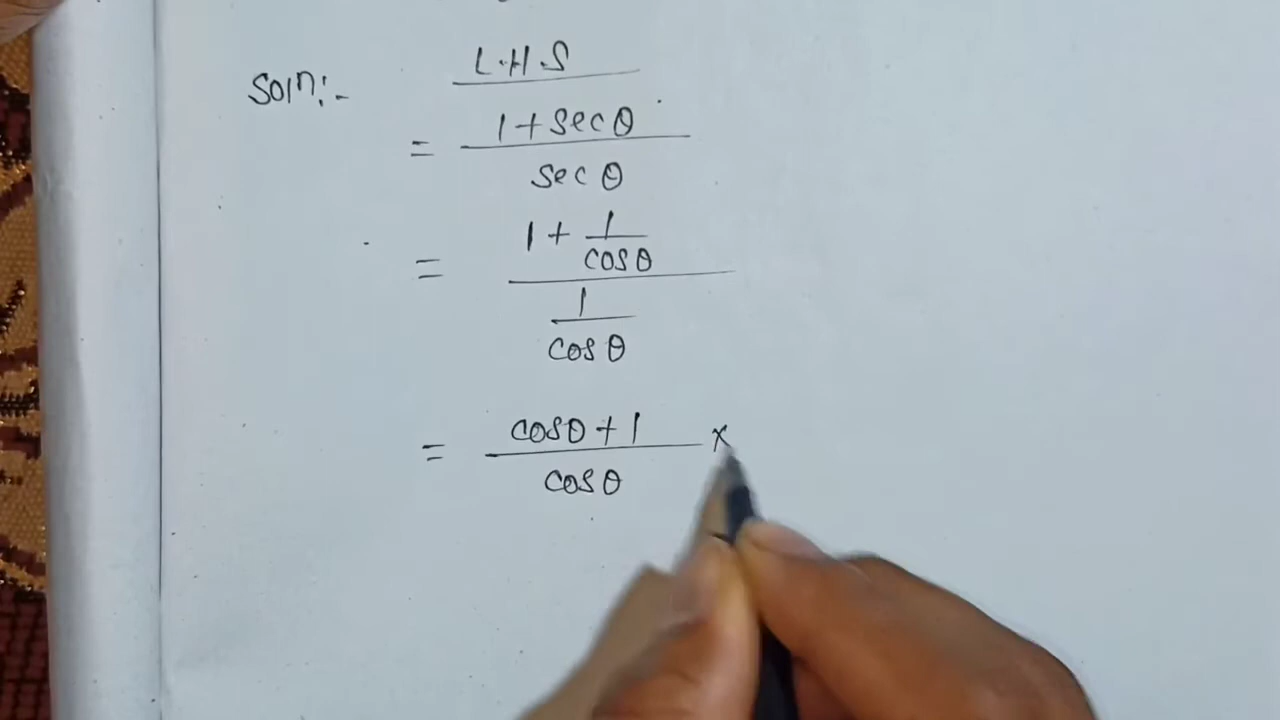 Soln:-
L.H.S
= 1+secθ / secθ
= 1+ 1/cosθ / 1/cosθ
= cosθ+1 / cosθ ×